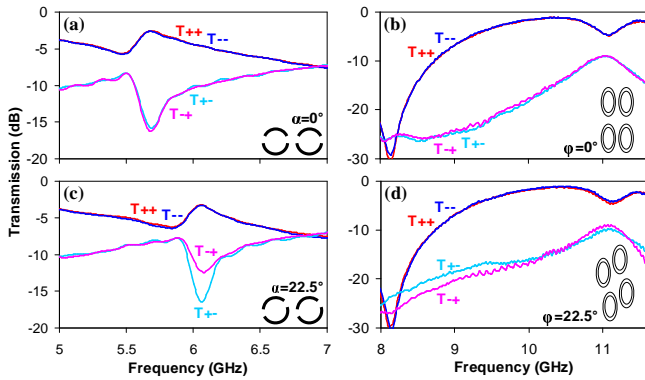 (a)
T++
T--
T+-
T-+
α=0°
0
-5
-10
-15
-20
Transmission (dB)
(b)
T--
T++
T-+
T+-
φ=0°
0
-10
-20
-30
(c)
T++
T--
T-+
T+-
α=22.5°
0
-5
-10
-15
-20
5
5.5
6
6.5
7
Frequency (GHz)
Transmission (dB)
(d)
T--
T++
T+-
T-+
φ=22.5°
0
-10
-20
-30
8
9
10
11
Frequency (GHz)